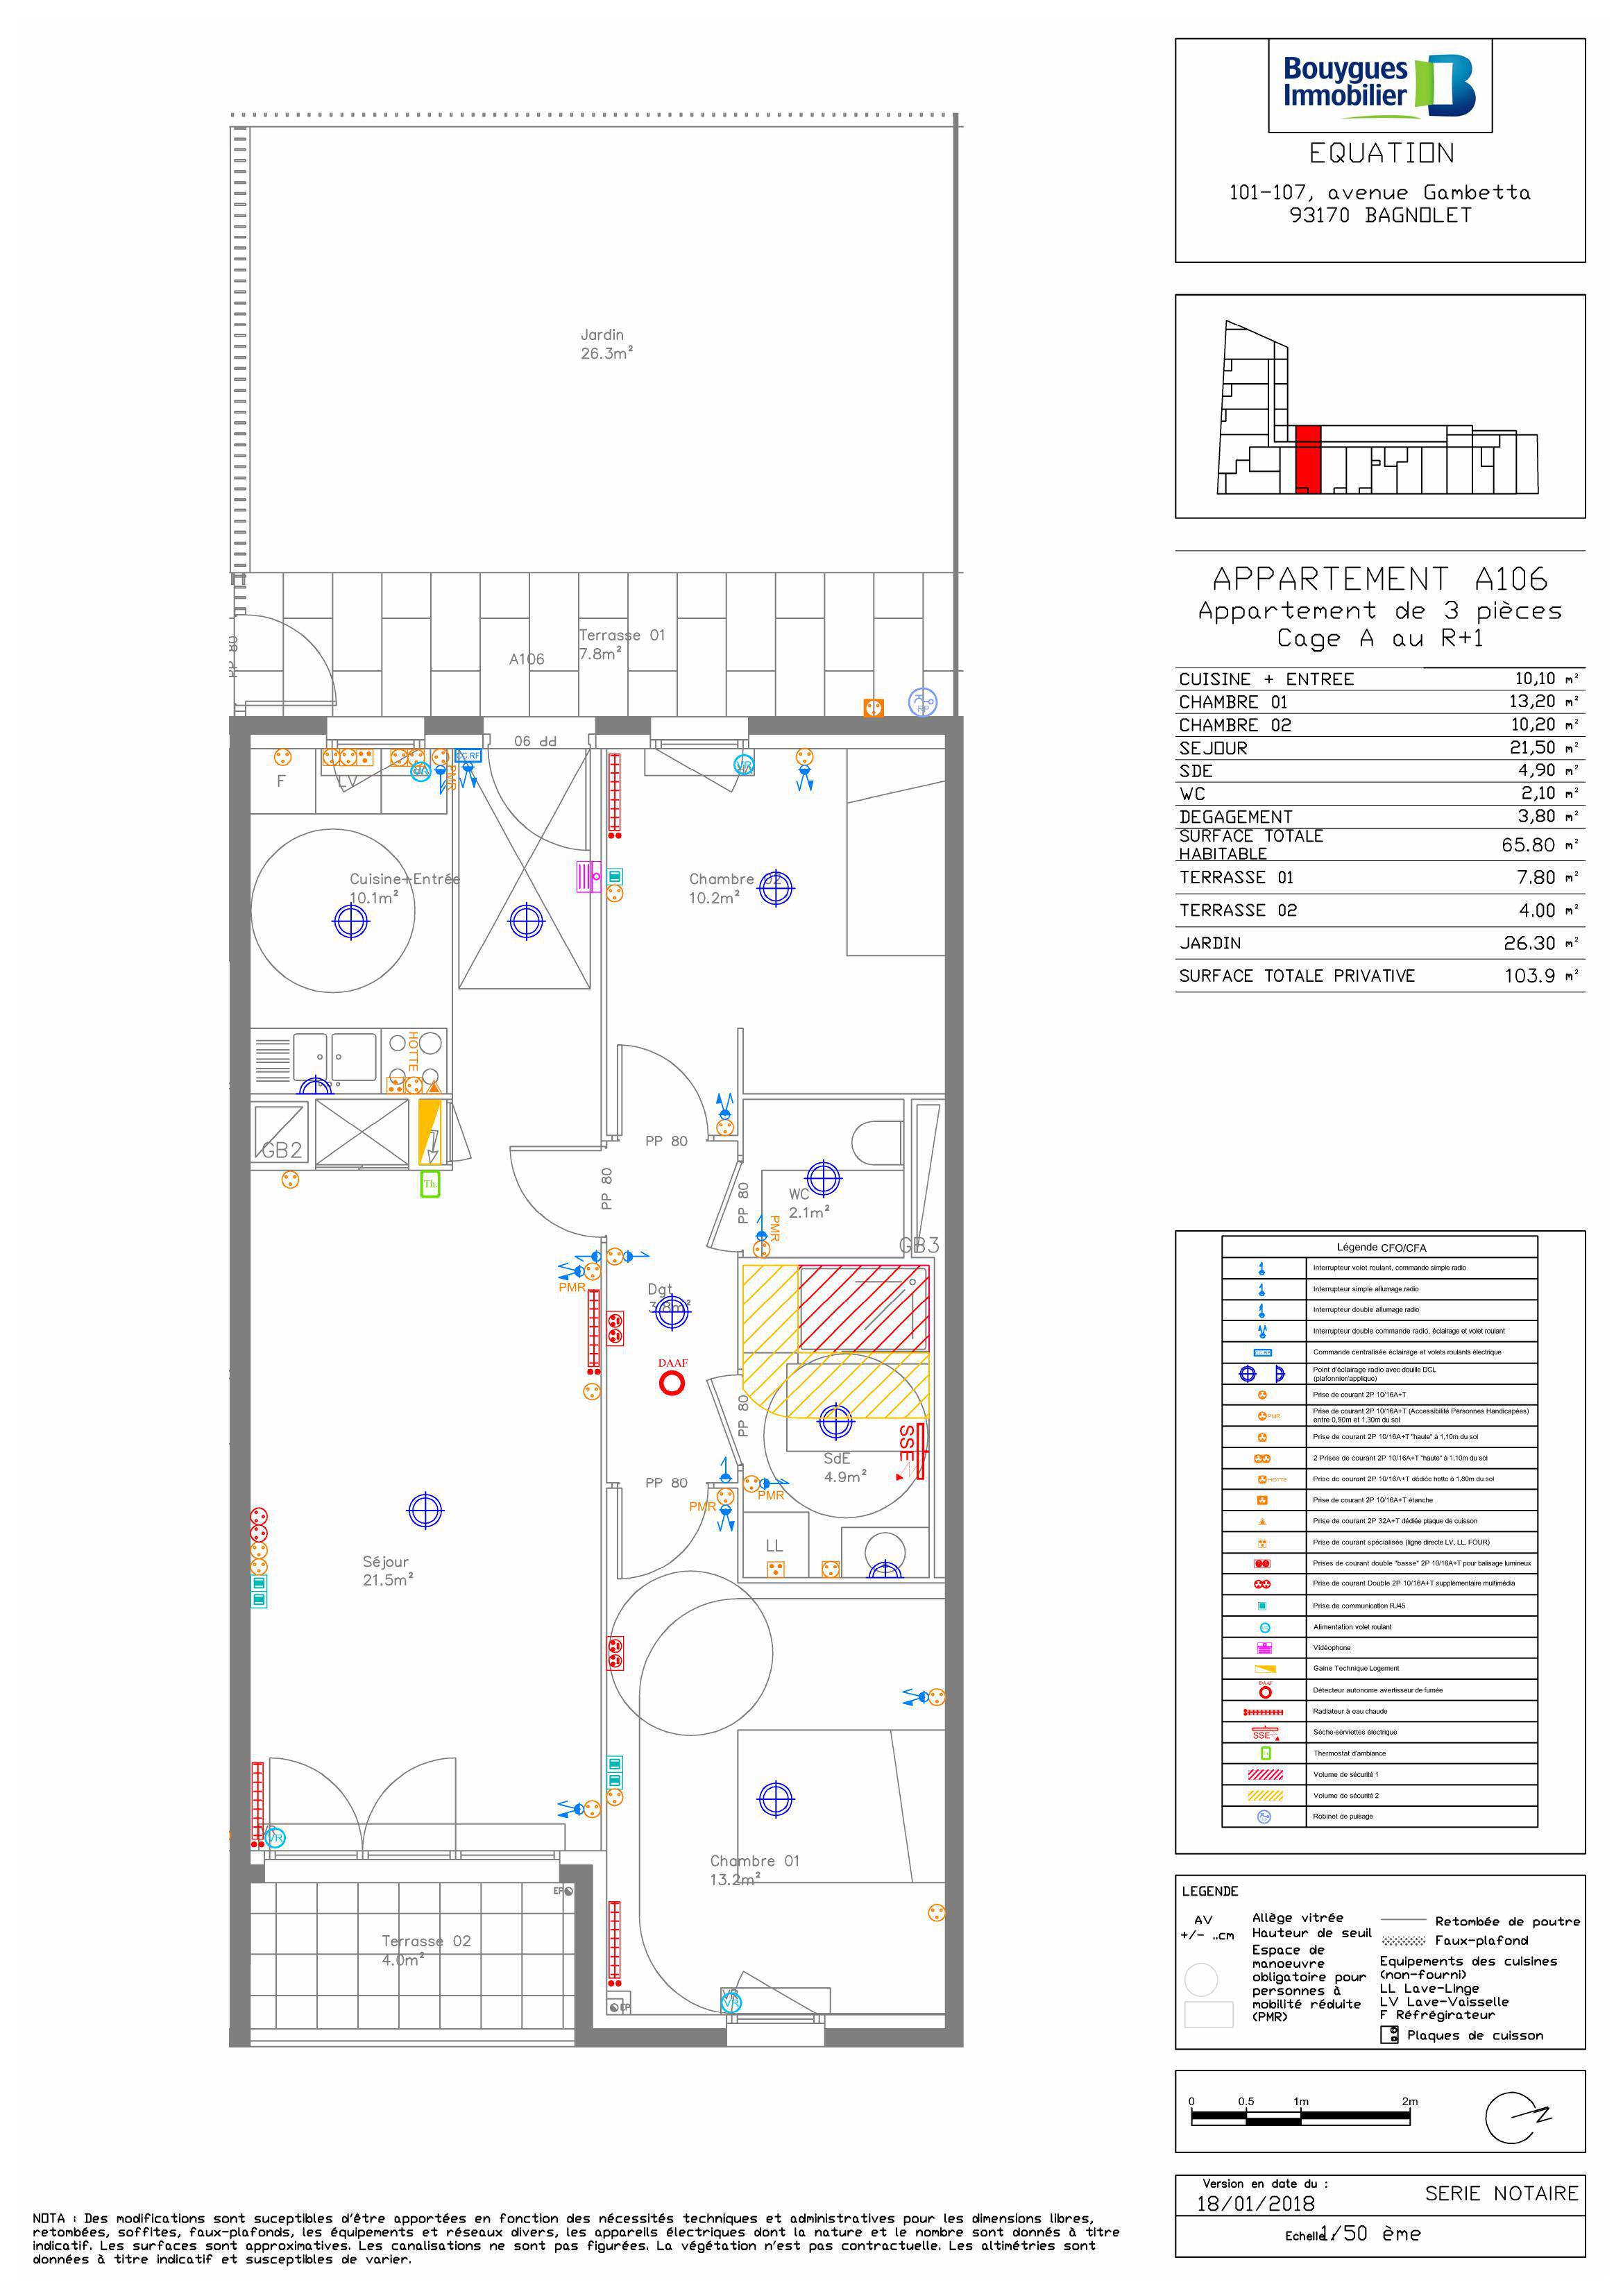 Bouygues
Immobilier
EQUATION
101-107, avenue Gambetta
93170 BAGNOLET
APPARTEMENT A106
Appartement de 3 pièces
Cage A au R+1
CUISINE + ENTREE 10,10 m²
CHAMBRE 01 13,20 m²
CHAMBRE 02 10,20 m²
SEJOUR 21,50 m²
SDE 4,90 m²
WC 2,10 m²
DEGAGEMENT 3,80 m²
SURFACE TOTALE
HABITABLE 65.80 m²
TERRASSE 01 7.80 m²
TERRASSE 02 4.00 m²
JARDIN 26.30 m²
SURFACE TOTALE PRIVATIVE 103.9 m²
Jardin
26.3m²
PP 80
Terrasse 01
7.8m²
A106
RP
PP 90
F
LV
PMR
CC.RF
VR
Cuisine+Entrée
10.1m²
Chambre 02
10.2m²
HOTTE
GB2
Th.
PP 80
PP 80
PP 80
WC
2.1m²
PMR
GB3
PMR
Dgt
3.8m²
DAAF
PP 80
SSE
SdE
4.9m²
PP 80
PMR
PMR
LL
Séjour
21.5m²
VR
Chambre 01
13.2m²
EP
Terrasse 02
4.0m²
EP
VR
VR
Légende CFO/CFA
Interrupteur volet roulant, commande simple radio
Interrupteur simple allumage radio
Interrupteur double allumage radio
Interrupteur double commande radio, éclairage et volet roulant
Commande centralisée éclairage et volets roulants électrique
Point d'éclairage radio avec douille DCL
(plafonnier/applique)
Prise de courant 2P 10/16A+T
PMR Prise de courant 2P 10/16A+T (Accessibilité Personnes Handicapées)
entre 0,90m et 1,30m du sol
Prise de courant 2P 10/16A+T "haute" à 1,10m du sol
2 Prises de courant 2P 10/16A+T "haute" à 1,10m du sol
HOTTE Prise de courant 2P 10/16A+T dédiée hotte à 1,80m du sol
Prise de courant 2P 10/16A+T étanche
Prise de courant 2P 32A+T dédiée plaque de cuisson
Prise de courant spécialisée (ligne directe LV, LL, FOUR)
Prises de courant double "basse" 2P 10/16A+T pour balisage lumineux
Prise de courant Double 2P 10/16A+T supplémentaire multimédia
Prise de communication RJ45
Alimentation volet roulant
Vidéophone
Gaine Technique Logement
DAAF Détecteur autonome avertisseur de fumée
Radiateur à eau chaude
SSE Sèche-serviettes électrique
Thermostat d'ambiance
Volume de sécurité 1
Volume de sécurité 2
Robinet de puisage
LEGENDE
AV Allège vitrée
+/- ..cm Hauteur de seuil
Espace de
manoeuvre
obligatoire pour
personnes à
mobilité réduite
(PMR)
Retombée de poutre
Faux-plafond
Equipements des cuisines
(non-fourni)
LL Lave-Linge
LV Lave-Vaisselle
F Réfrigérateur
Plaques de cuisson
0 0.5 1m 2m
N
Version en date du :
18/01/2018
SERIE NOTAIRE
Echelle : 1/50 ème
NOTA : Des modifications sont suceptibles d'être apportées en fonction des nécessités techniques et administratives pour les dimensions libres,
retombées, soffites, faux-plafonds, les équipements et réseaux divers, les appareils électriques dont la nature et le nombre sont donnés à titre
indicatif. Les surfaces sont approximatives. Les canalisations ne sont pas figurées. La végétation n'est pas contractuelle. Les altimétries sont
données à titre indicatif et susceptibles de varier.